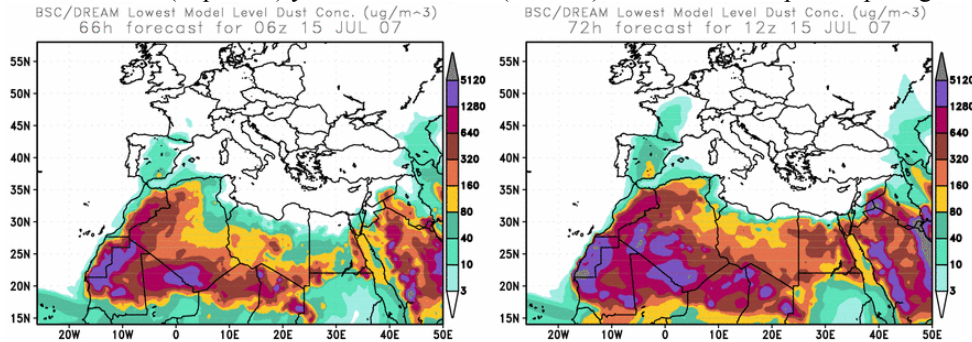 BSC/DREAM Lowest Model Level Dust Conc. (ug/m^3)
66h forecast for 06z 15 JUL 07
55N
50N
45N
40N
35N
30N
25N
20N
15N
20W
10W
0
10E
20E
30E
40E
50E
5120
1280
640
320
160
80
40
10
3
BSC/DREAM Lowest Model Level Dust Conc. (ug/m^3)
72h forecast for 12z 15 JUL 07
55N
50N
45N
40N
35N
30N
25N
20N
15N
20W
10W
0
10E
20E
30E
40E
50E
5120
1280
640
320
160
80
40
10
3